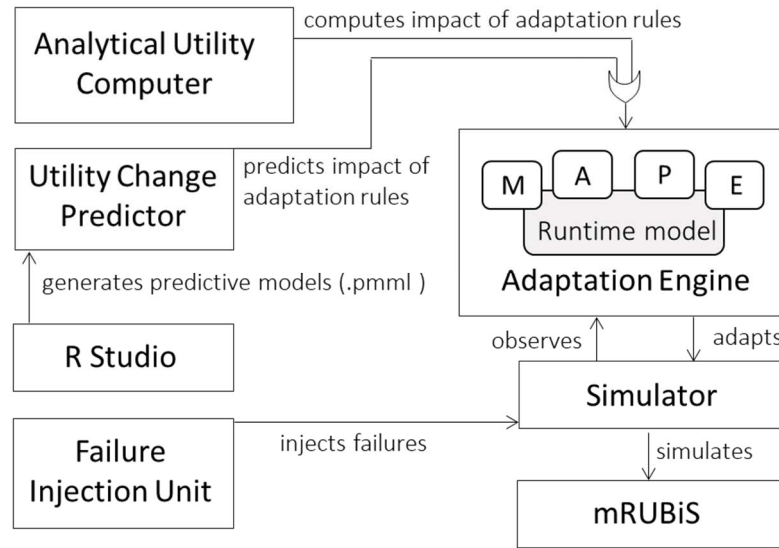 computes impact of adaptation rules
Analytical Utility
Computer
Utility Change
Predictor
predicts impact of
adaptation rules
M A P E
Runtime model
Adaptation Engine
generates predictive models (.pmml )
R Studio
observes
adapts
Simulator
Failure
Injection Unit
injects failures
simulates
mRUBiS